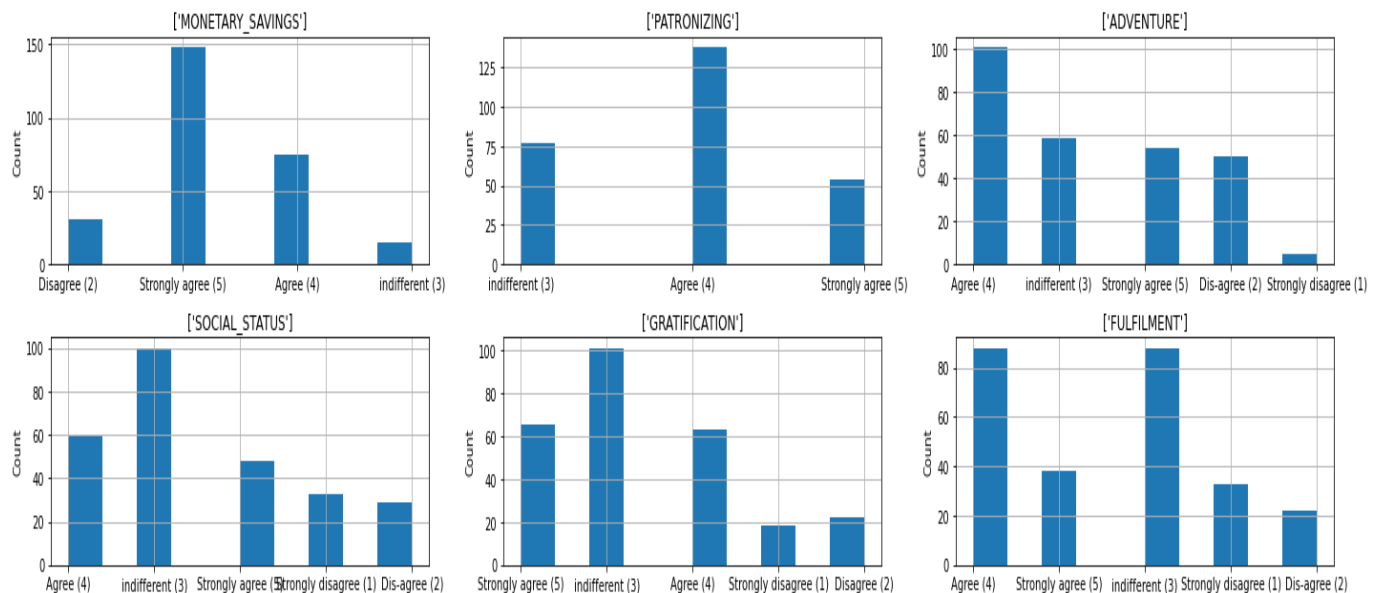 ['MONETARY_SAVINGS']
['PATRONIZING']
['ADVENTURE']
150
100
50
0
Count
Disagree (2)
Strongly agree (5)
Agree (4)
indifferent (3)
125
100
75
50
25
0
Count
indifferent (3)
Agree (4)
Strongly agree (5)
100
80
60
40
20
0
Count
Agree (4)
indifferent (3)
Strongly agree (5)
Dis-agree (2)
Strongly disagree (1)
['SOCIAL_STATUS']
['GRATIFICATION']
['FULFILMENT']
100
80
60
40
20
0
Count
Agree (4)
indifferent (3)
Strongly agree (5)
Strongly disagree (1)
Dis-agree (2)
100
80
60
40
20
0
Count
Strongly agree (5)
indifferent (3)
Agree (4)
Strongly disagree (1)
Disagree (2)
80
60
40
20
0
Count
Agree (4)
Strongly agree (5)
indifferent (3)
Strongly disagree (1)
Dis-agree (2)